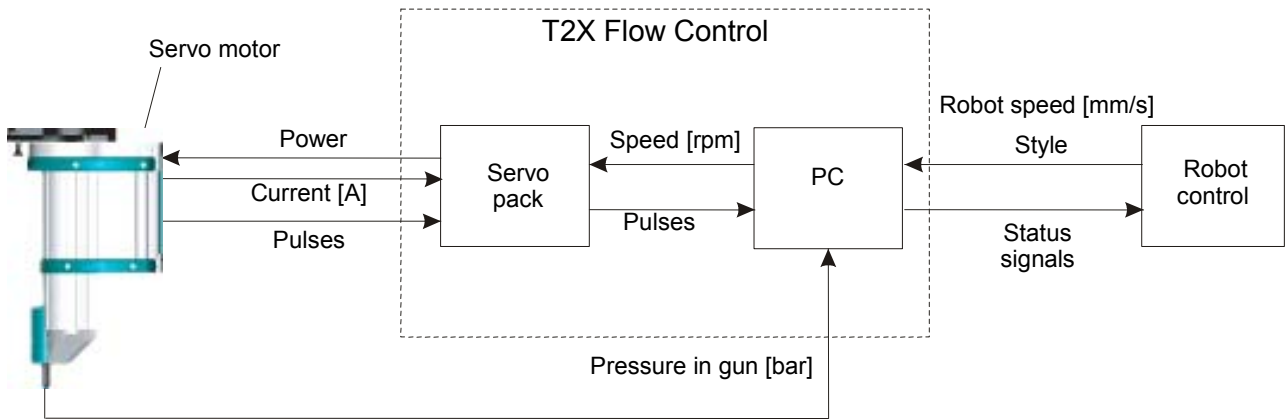 T2X Flow Control
Servo motor
Power
Current [A]
Pulses
Servo
pack
Speed [rpm]
Pulses
PC
Robot speed [mm/s]
Style
Status
signals
Robot
control
Pressure in gun [bar]